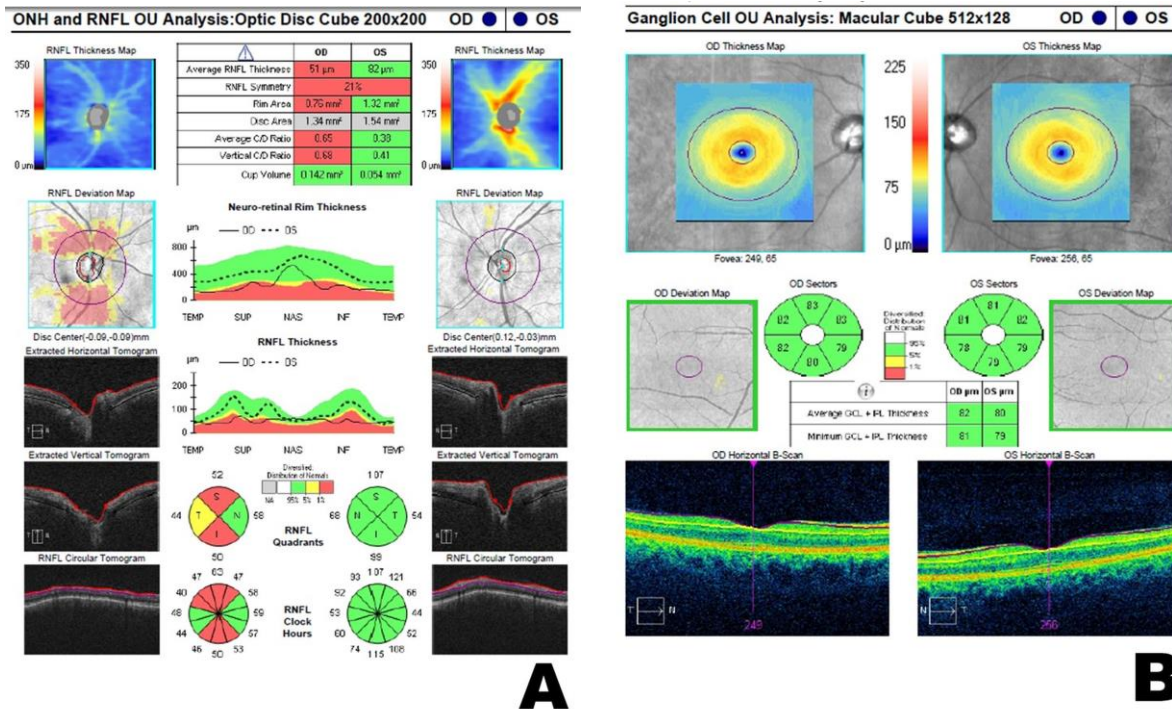 ONH and RNFL OU Analysis:Optic Disc Cube 200x200 OD OS
RNFL Thickness Map
350
175
0 µm
OD OS
Average RNFL Thickness 51 µm 82 µm
RNFL Symmetry 21%
Rim Area 0.76 mm² 1.32 mm²
Disc Area 1.34 mm² 1.54 mm²
Average C/D Ratio 0.65 0.38
Vertical C/D Ratio 0.68 0.41
Cup Volume 0.142 mm³ 0.054 mm³
RNFL Thickness Map
350
175
0 µm
RNFL Deviation Map
Disc Center(-0.09,-0.09)mm
Neuro-retinal Rim Thickness
µm OD OS
800
400
0
TEMP SUP NAS INF TEMP
RNFL Deviation Map
Disc Center(0.12,-0.03)mm
Extracted Horizontal Tomogram
RNFL Thickness
µm OD OS
200
100
0
TEMP SUP NAS INF TEMP
Extracted Horizontal Tomogram
Extracted Vertical Tomogram
Extracted Vertical Tomogram
52
S
44 T N 58
I
50
Diversified:
Distribution of Normals
NA 95% 5% 1%
RNFL
Quadrants
107
S
68 N T 54
I
99
RNFL Circular Tomogram
63
47 47
40 58
48 59
44 57
46 53
50
RNFL
Clock
Hours
107
93 121
92 66
53 44
60 52
74 108
115
RNFL Circular Tomogram
A
Ganglion Cell OU Analysis: Macular Cube 512x128 OD OS
OD Thickness Map
Fovea: 249, 65
225
150
75
0 µm
OS Thickness Map
Fovea: 256, 65
OD Deviation Map
OD Sectors
83
82 83
82 79
80
Diversified:
Distribution
of Normals
95%
5%
1%
OS Sectors
81
81 82
78 79
79
OS Deviation Map
OD µm OS µm
Average GCL + IPL Thickness 82 80
Minimum GCL + IPL Thickness 81 79
OD Horizontal B-Scan
T N
249
OS Horizontal B-Scan
N T
256
B